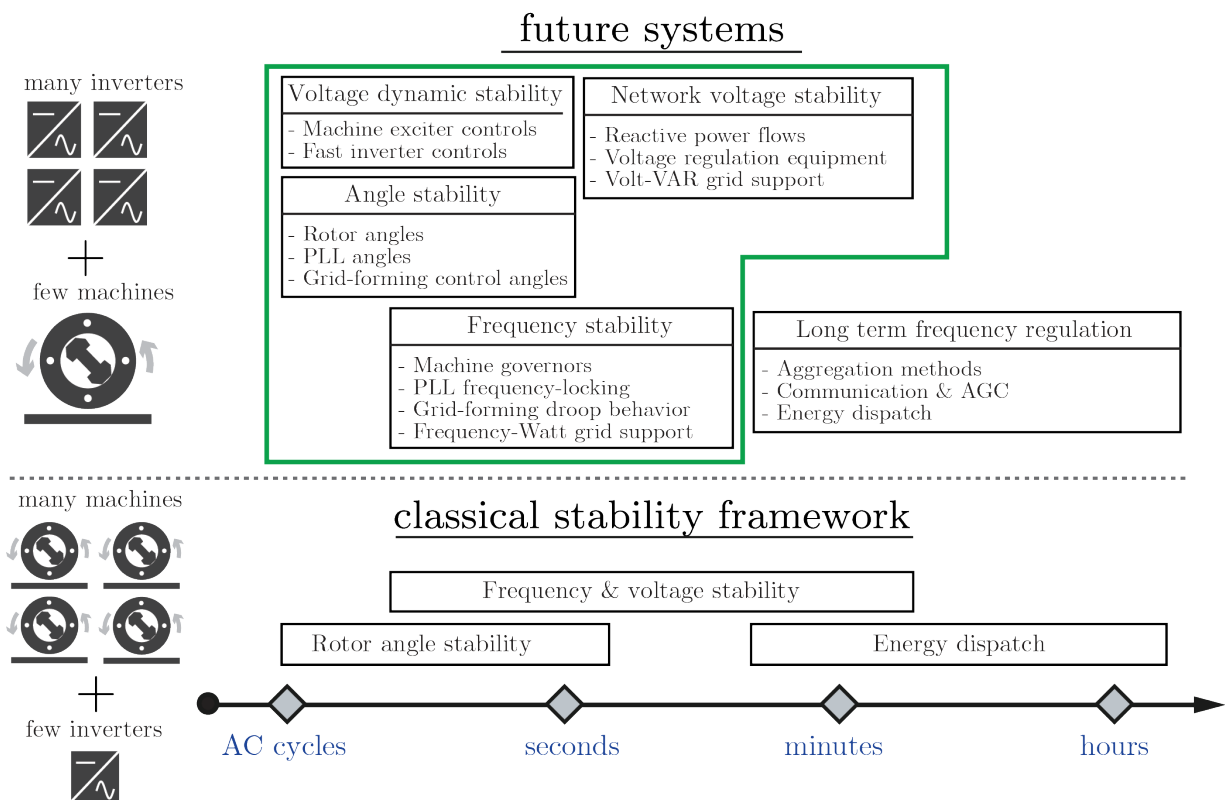 future systems
many inverters
few machines
Voltage dynamic stability
- Machine exciter controls
- Fast inverter controls
Network voltage stability
- Reactive power flows
- Voltage regulation equipment
- Volt-VAR grid support
Angle stability
- Rotor angles
- PLL angles
- Grid-forming control angles
Frequency stability
- Machine governors
- PLL frequency-locking
- Grid-forming droop behavior
- Frequency-Watt grid support
Long term frequency regulation
- Aggregation methods
- Communication & AGC
- Energy dispatch
many machines
few inverters
classical stability framework
Frequency & voltage stability
Rotor angle stability
Energy dispatch
AC cycles
seconds
minutes
hours